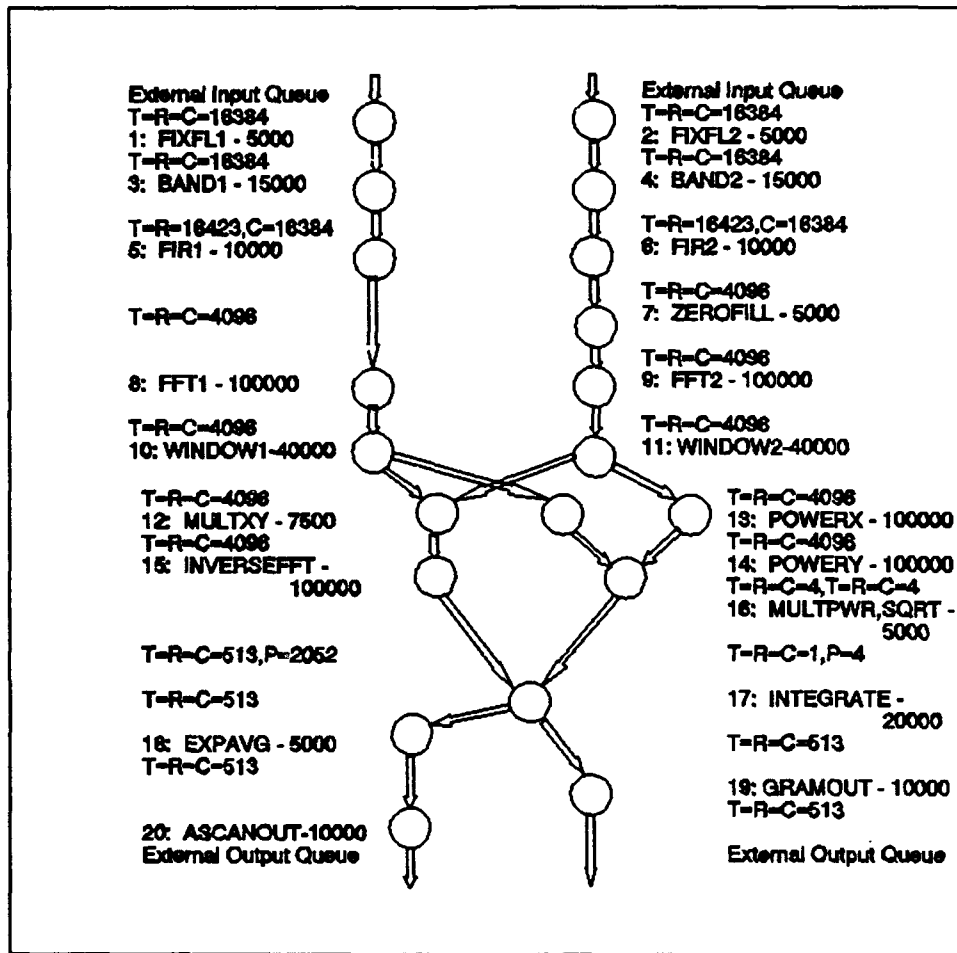 External Input Queue
T=R=C=16384
1: FIXFL1 - 5000
T=R=C=16384
3: BAND1 - 15000
T=R=16423,C=16384
5: FIR1 - 10000
T=R=C=4096
8: FFT1 - 100000
T=R=C=4096
10: WINDOW1-40000
T=R=C=4096
12: MULTXY - 7500
T=R=C=4096
15: INVERSEFFT -
100000
T=R=C=513,P=2052
T=R=C=513
18: EXPAVG - 5000
T=R=C=513
20: ASCANOUT-10000
External Output Queue
External Input Queue
T=R=C=16384
2: FIXFL2 - 5000
T=R=C=16384
4: BAND2 - 15000
T=R=16423,C=16384
6: FIR2 - 10000
T=R=C=4096
7: ZEROFILL - 5000
T=R=C=4096
9: FFT2 - 100000
T=R=C=4096
11: WINDOW2-40000
T=R=C=4096
13: POWERX - 100000
T=R=C=4096
14: POWERY - 100000
T=R=C=4,T=R=C=4
16: MULTPWR,SQRT -
5000
T=R=C=1,P=4
17: INTEGRATE -
20000
T=R=C=513
19: GRAMOUT - 10000
T=R=C=513
External Output Queue